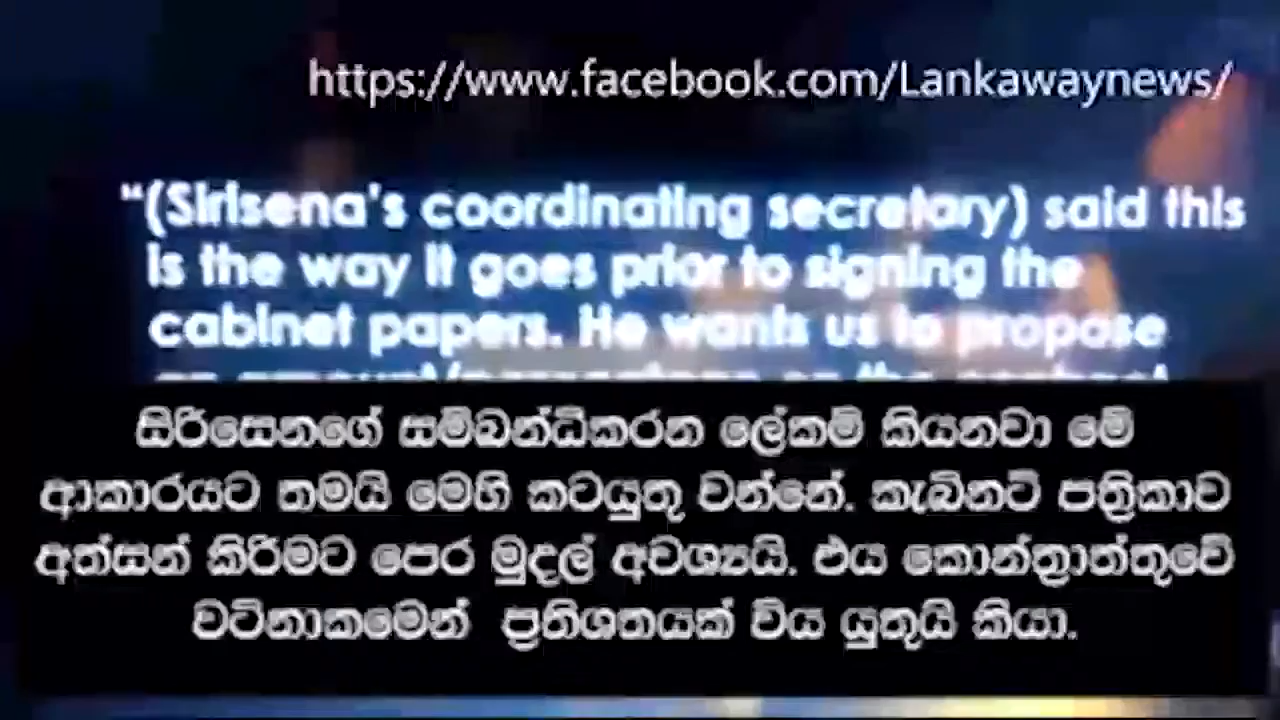 https://www.facebook.com/Lankawaynews/
“(Sirisena's coordinating secretary) said this
is the way it goes prior to signing the
cabinet papers. He wants us to propose
සිරිසෙනගේ සම්බන්ධිකරන ලේකම් කියනවා මේ
ආකාරයට තමයි මෙහි කටයුතු වන්නේ. කැබිනට් පත්‍රිකාව
අත්සන් කිරිමට පෙර මුදල් අවශ්‍යයි. එය කොන්ත්‍රාත්තුවේ
වටිනාකමෙන් ප්‍රතිශතයක් විය යුතුයි කියා.